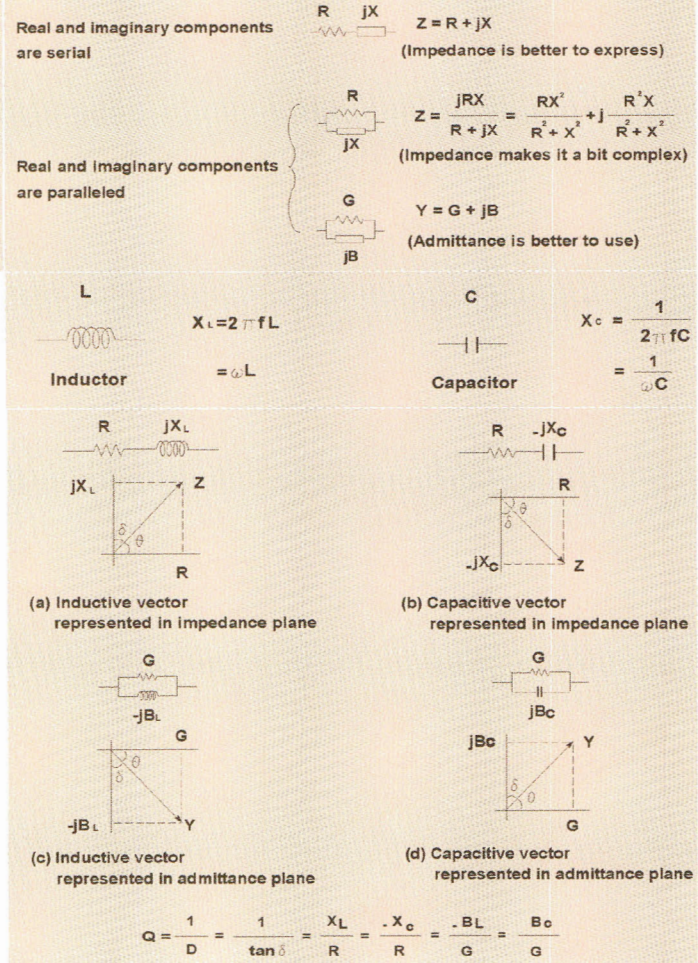 R jX
Real and imaginary components Z = R + jX
are serial (Impedance is better to express)
R
Z = jRX / R + jX = RX² / R² + X² + j R²X / R² + X²
jX
(Impedance makes it a bit complex)
Real and imaginary components
are paralleled
G
Y = G + jB
(Admittance is better to use)
jB
L
XL=2πfL
= ωL
Inductor
C
Xc = 1 / 2πfC
= 1 / ωC
Capacitor
R jXL
jXL Z
δ θ
R
(a) Inductive vector
represented in impedance plane
R -jXC
R
θ
δ
-jXC Z
(b) Capacitive vector
represented in impedance plane
G
-jBL
G
θ
δ
-jBL Y
(c) Inductive vector
represented in admittance plane
G
jBc
jBc Y
δ θ
G
(d) Capacitive vector
represented in admittance plane
Q = 1 / D = 1 / tan δ = XL / R = -Xc / R = -BL / G = Bc / G